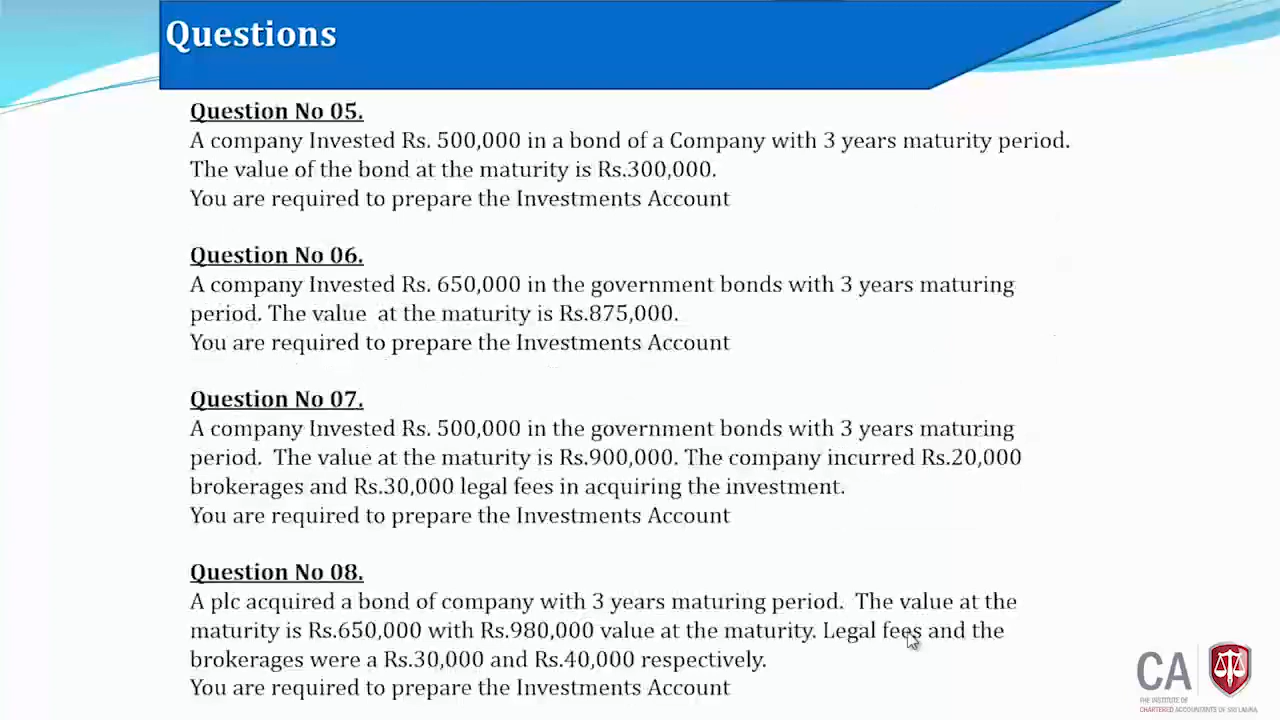 Questions
Question No 05.
A company Invested Rs. 500,000 in a bond of a Company with 3 years maturity period.
The value of the bond at the maturity is Rs.300,000.
You are required to prepare the Investments Account
Question No 06.
A company Invested Rs. 650,000 in the government bonds with 3 years maturing
period. The value at the maturity is Rs.875,000.
You are required to prepare the Investments Account
Question No 07.
A company Invested Rs. 500,000 in the government bonds with 3 years maturing
period. The value at the maturity is Rs.900,000. The company incurred Rs.20,000
brokerages and Rs.30,000 legal fees in acquiring the investment.
You are required to prepare the Investments Account
Question No 08.
A plc acquired a bond of company with 3 years maturing period. The value at the
maturity is Rs.650,000 with Rs.980,000 value at the maturity. Legal fees and the
brokerages were a Rs.30,000 and Rs.40,000 respectively.
You are required to prepare the Investments Account
CA
THE INSTITUTE OF
CHARTERED ACCOUNTANTS OF SRI LANKA